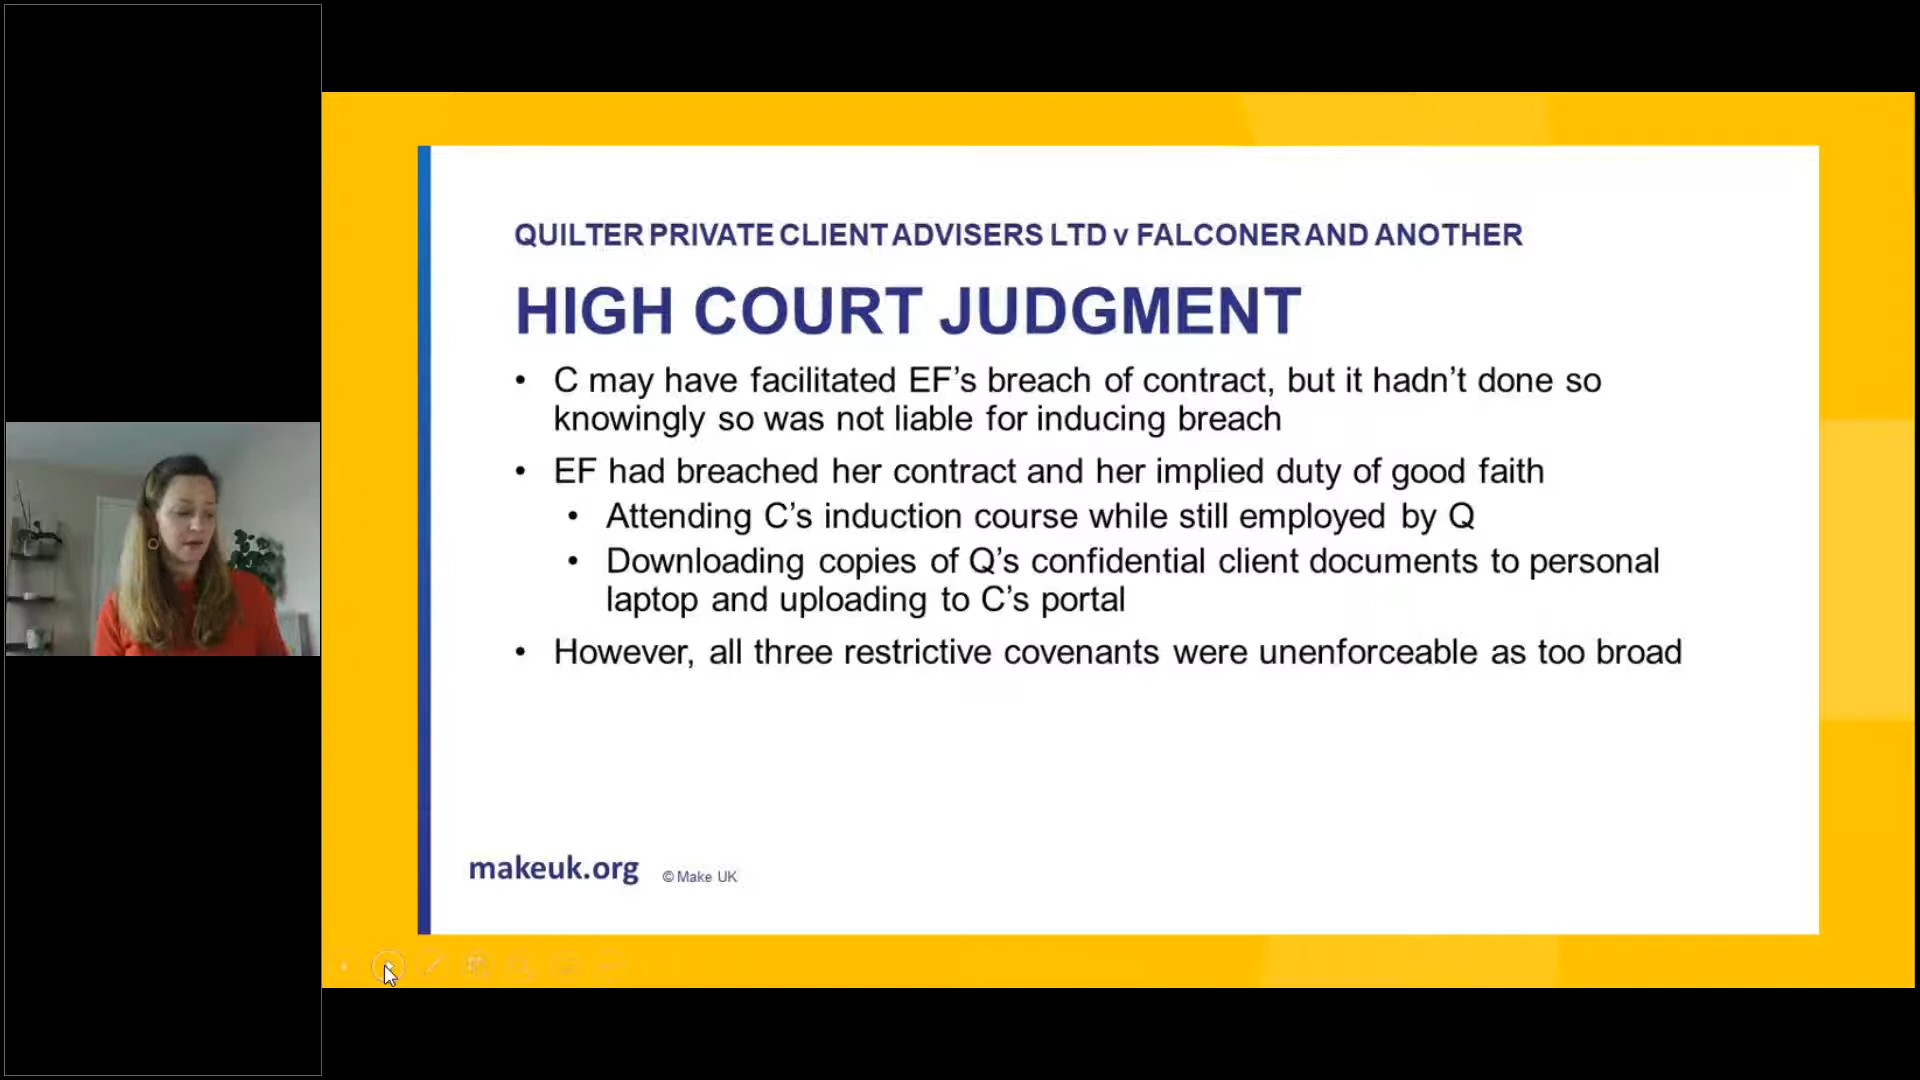 QUILTER PRIVATE CLIENT ADVISERS LTD v FALCONER AND ANOTHER
HIGH COURT JUDGMENT
• C may have facilitated EF’s breach of contract, but it hadn’t done so
knowingly so was not liable for inducing breach
• EF had breached her contract and her implied duty of good faith
• Attending C’s induction course while still employed by Q
• Downloading copies of Q’s confidential client documents to personal
laptop and uploading to C’s portal
• However, all three restrictive covenants were unenforceable as too broad
makeuk.org © Make UK